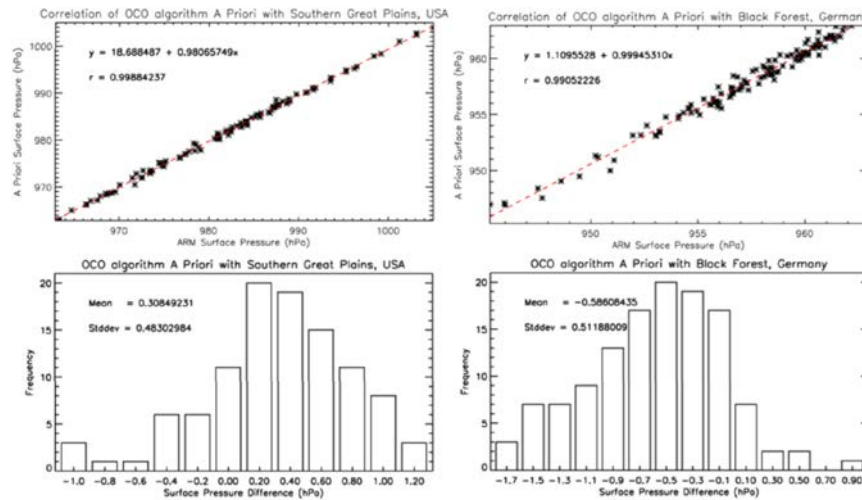 Correlation of OCO algorithm A Priori with Southern Great Plains, USA
y = 18.688487 + 0.98065749x
r = 0.99884237
A Priori Surface Pressure (hPa)
1000
990
980
970
970 980 990 1000
ARM Surface Pressure (hPa)
Correlation of OCO algorithm A Priori with Black Forest, Germany
y = 1.1095528 + 0.99945310x
r = 0.99052226
A Priori Surface Pressure (hPa)
960
955
950
950 955 960
ARM Surface Pressure (hPa)
OCO algorithm A Priori with Southern Great Plains, USA
Mean = 0.30849231
Stddev = 0.48302984
Frequency
20
15
10
5
0
-1.0 -0.8 -0.6 -0.4 -0.2 0.00 0.20 0.40 0.60 0.80 1.00 1.20
Surface Pressure Difference (hPa)
OCO algorithm A Priori with Black Forest, Germany
Mean = -0.58608435
Stddev = 0.51188009
Frequency
20
15
10
5
0
-1.7 -1.5 -1.3 -1.1 -0.9 -0.7 -0.5 -0.3 -0.1 0.10 0.30 0.50 0.70 0.90
Surface Pressure Difference (hPa)